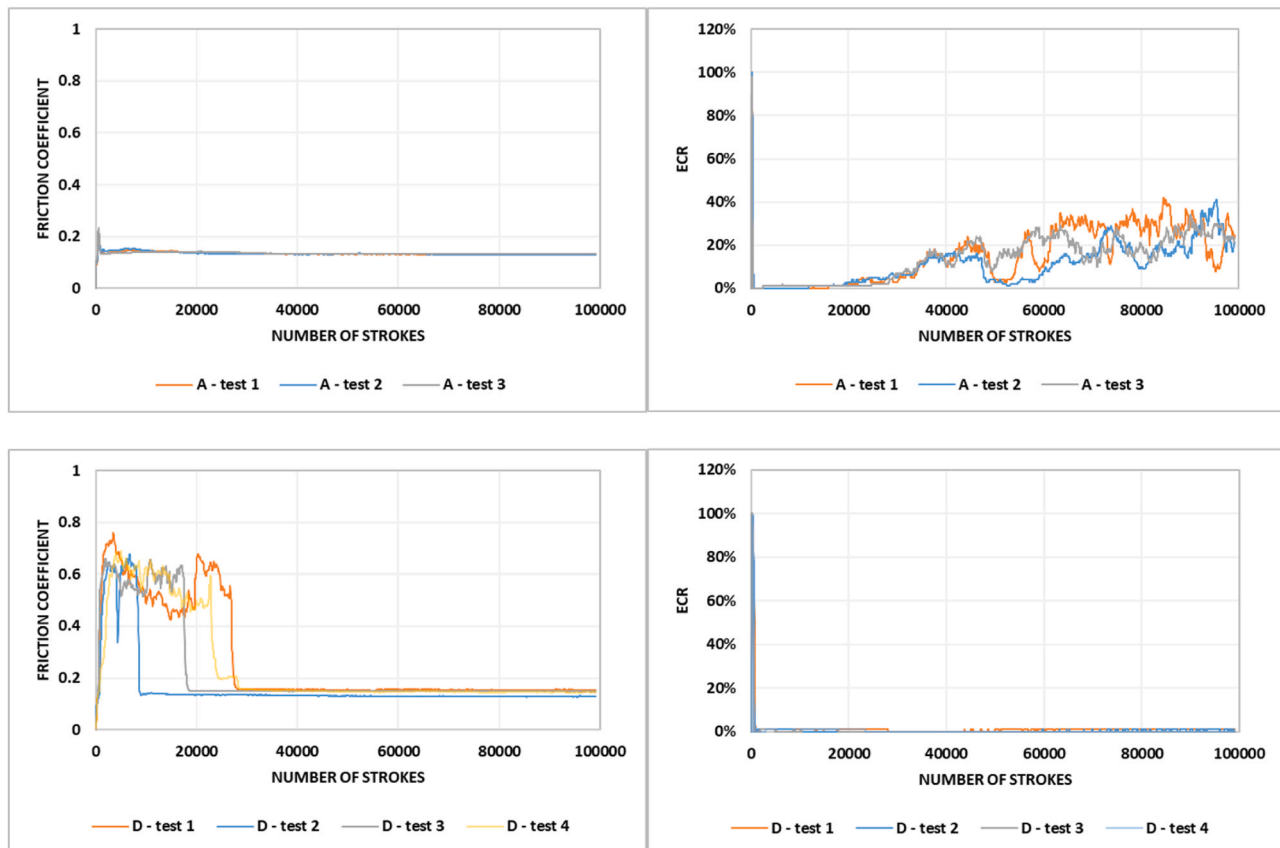 1
0.8
0.6
0.4
0.2
0
FRICTION COEFFICIENT
0 20000 40000 60000 80000 100000
NUMBER OF STROKES
A - test 1 A - test 2 A - test 3
120%
100%
80%
60%
40%
20%
0%
ECR
0 20000 40000 60000 80000 100000
NUMBER OF STROKES
A - test 1 A - test 2 A - test 3
1
0.8
0.6
0.4
0.2
0
FRICTION COEFFICIENT
0 20000 40000 60000 80000 100000
NUMBER OF STROKES
D - test 1 D - test 2 D - test 3 D - test 4
120%
100%
80%
60%
40%
20%
0%
ECR
0 20000 40000 60000 80000 100000
NUMBER OF STROKES
D - test 1 D - test 2 D - test 3 D - test 4